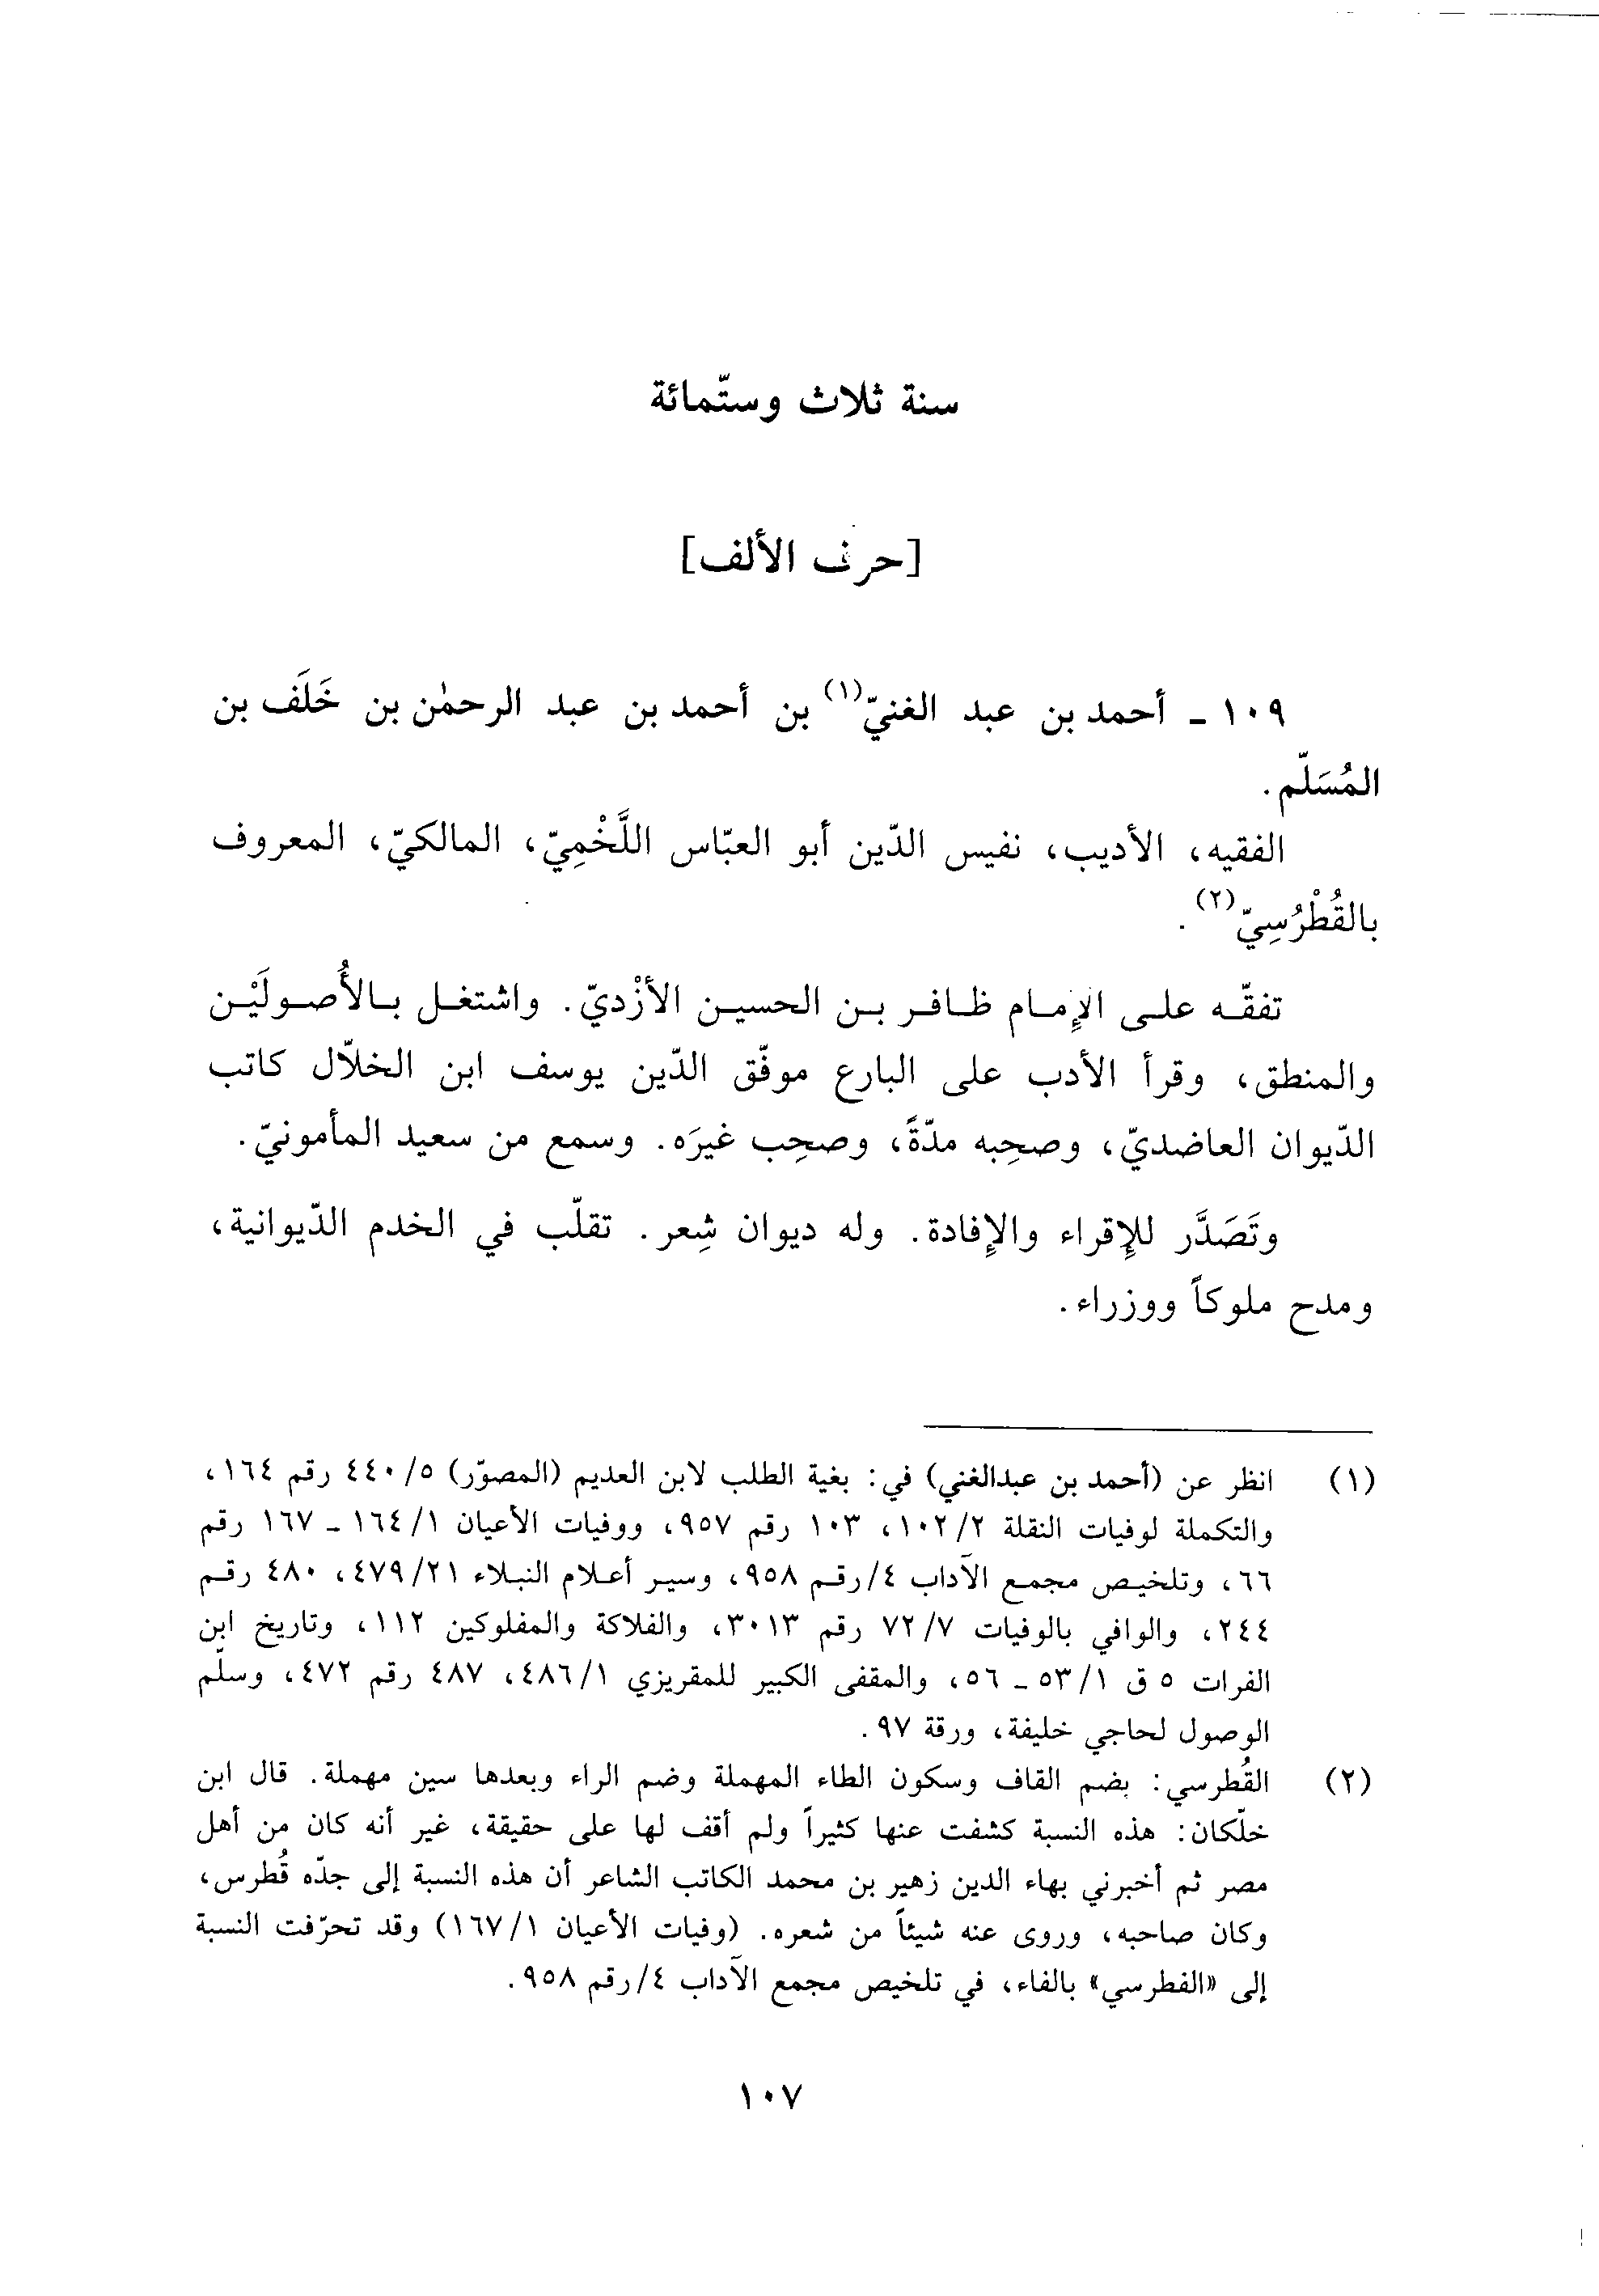 سنة ثلاث وستّمائة
[حرف الألف]
١٠٩ ـ أحمد بن عبد الغنيّ(١) بن أحمد بن عبد الرحمٰن بن خَلَف بن
المُسَلّم.
الفقيه، الأديب، نفيس الدّين أبو العبّاس اللَّخْمِيّ، المالكيّ، المعروف
بالقُطْرُسِيّ(٢).
تفقّه على الإمام ظافر بن الحسين الأزْديّ. واشتغل بالأُصولَيْن
والمنطق، وقرأ الأدب على البارع موفّق الدّين يوسف ابن الخلاّل كاتب
الدّيوان العاضديّ، وصحِبه مدّةً، وصحِب غيرَه. وسمع من سعيد المأمونيّ.
وتَصَدَّر للإقراء والإفادة. وله ديوان شِعر. تقلّب في الخدم الدّيوانية،
ومدح ملوكاً ووزراء.
(١) انظر عن (أحمد بن عبدالغني) في: بغية الطلب لابن العديم (المصوّر) ٤٤٠/٥ رقم ١٦٤،
والتكملة لوفيات النقلة ١٠٢/٢، ١٠٣ رقم ٩٥٧، ووفيات الأعيان ١٦٤/١ ـ ١٦٧ رقم
٦٦، وتلخيص مجمع الآداب ٤/رقم ٩٥٨، وسير أعلام النبلاء ٤٧٩/٢١، ٤٨٠ رقم
٢٤٤، والوافي بالوفيات ٧٢/٧ رقم ٣٠١٣، والفلاكة والمفلوكين ١١٢، وتاريخ ابن
الفرات ٥ ق ٥٣/١ ـ ٥٦، والمقفى الكبير للمقريزي ٤٨٦/١، ٤٨٧ رقم ٤٧٢، وسلّم
الوصول لحاجي خليفة، ورقة ٩٧.
(٢) القُطرسي: بضم القاف وسكون الطاء المهملة وضم الراء وبعدها سين مهملة. قال ابن
خلّكان: هذه النسبة كشفت عنها كثيراً ولم أقف لها على حقيقة، غير أنه كان من أهل
مصر ثم أخبرني بهاء الدين زهير بن محمد الكاتب الشاعر أن هذه النسبة إلى جدّه قُطرس،
وكان صاحبه، وروى عنه شيئاً من شعره. (وفيات الأعيان ١٦٧/١) وقد تحرّفت النسبة
إلى «الفطرسي» بالفاء، في تلخيص مجمع الآداب ٤/رقم ٩٥٨.
١٠٧